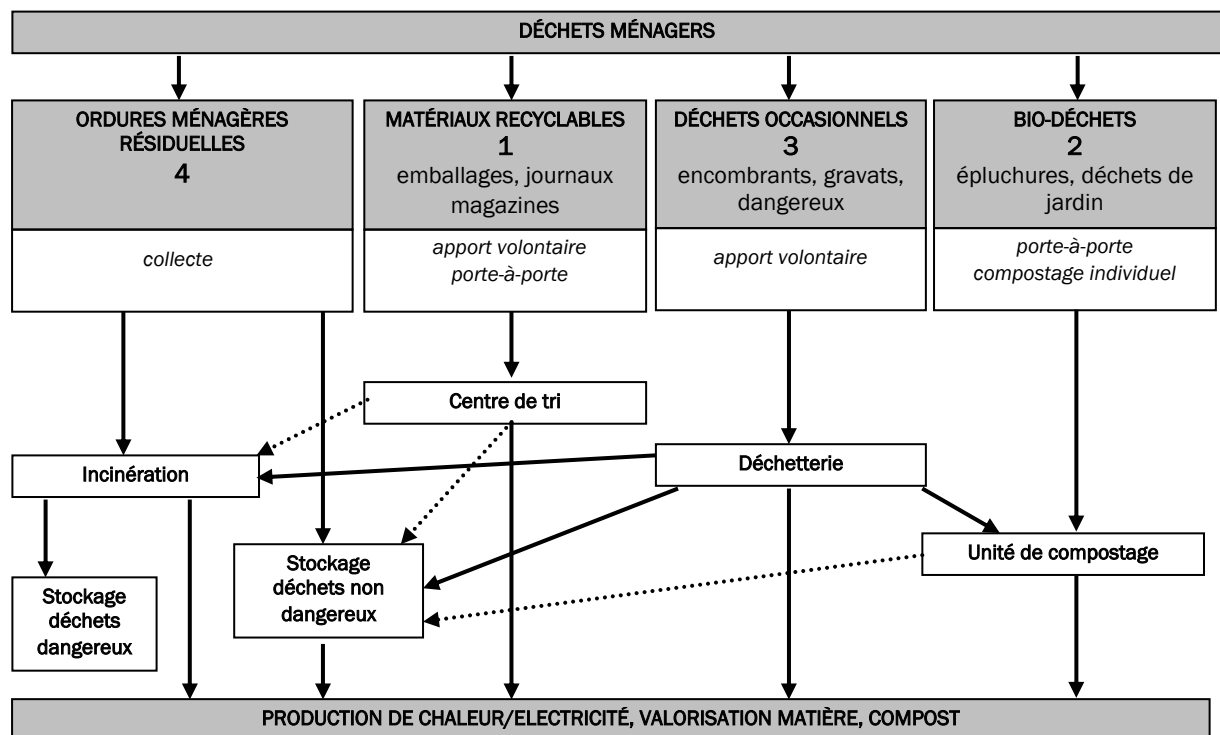 DÉCHETS MÉNAGERS
ORDURES MÉNAGÈRES
RÉSIDUELLES
4
collecte
MATÉRIAUX RECYCLABLES
1
emballages, journaux
magazines
apport volontaire
porte-à-porte
DÉCHETS OCCASIONNELS
3
encombrants, gravats,
dangereux
apport volontaire
BIO-DÉCHETS
2
épluchures, déchets de
jardin
porte-à-porte
compostage individuel
Centre de tri
Incinération
Déchetterie
Stockage
déchets non
dangereux
Unité de compostage
Stockage
déchets
dangereux
PRODUCTION DE CHALEUR/ELECTRICITÉ, VALORISATION MATIÈRE, COMPOST